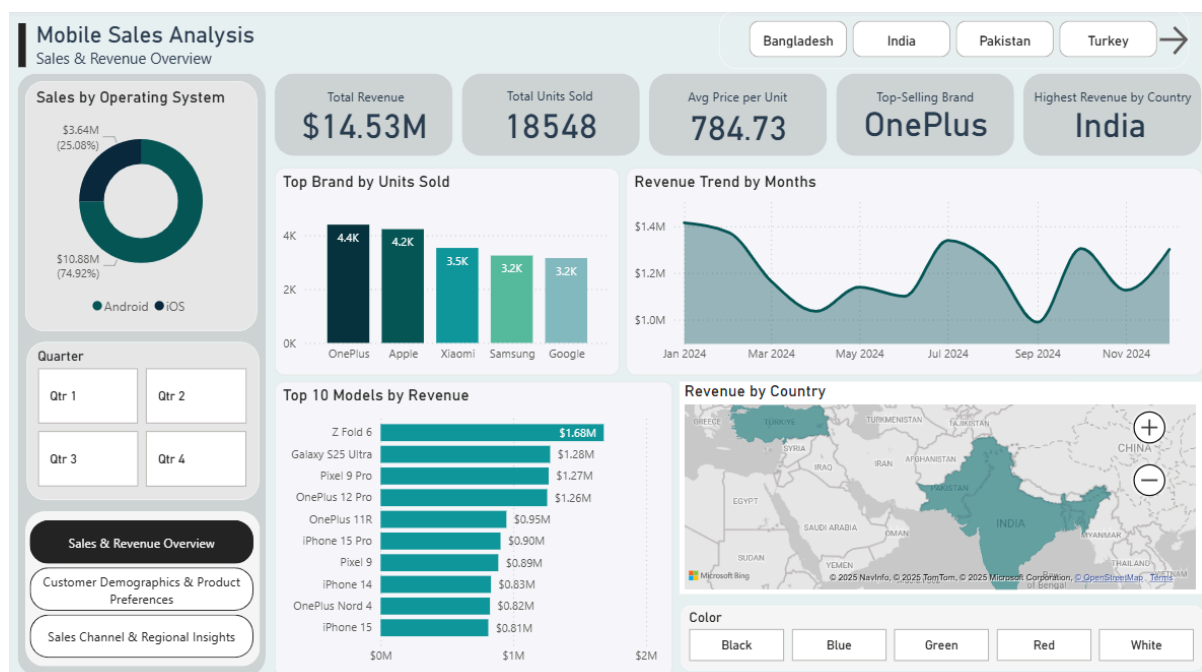 Mobile Sales Analysis
Sales & Revenue Overview
Bangladesh
India
Pakistan
Turkey
Sales by Operating System
$3.64M
(25.08%)
$10.88M
(74.92%)
Android
iOS
Total Revenue
$14.53M
Total Units Sold
18548
Avg Price per Unit
784.73
Top-Selling Brand
OnePlus
Highest Revenue by Country
India
Top Brand by Units Sold
4K
2K
0K
4.4K
4.2K
3.5K
3.2K
3.2K
OnePlus
Apple
Xiaomi
Samsung
Google
Revenue Trend by Months
$1.4M
$1.2M
$1.0M
Jan 2024
Mar 2024
May 2024
Jul 2024
Sep 2024
Nov 2024
Quarter
Qtr 1
Qtr 2
Qtr 3
Qtr 4
Sales & Revenue Overview
Customer Demographics & Product
Preferences
Sales Channel & Regional Insights
Top 10 Models by Revenue
Z Fold 6 $1.68M
Galaxy S25 Ultra $1.28M
Pixel 9 Pro $1.27M
OnePlus 12 Pro $1.26M
OnePlus 11R $0.95M
iPhone 15 Pro $0.90M
Pixel 9 $0.89M
iPhone 14 $0.83M
OnePlus Nord 4 $0.82M
iPhone 15 $0.81M
$0M
$1M
$2M
Revenue by Country
GREECE
TÜRKİYE
TURKMENISTAN
TAJIKISTAN
SYRIA
IRAQ
IRAN
AFGHANISTAN
CHINA
PAKISTAN
EGYPT
SAUDI ARABIA
OMAN
INDIA
MYANMAR
SUDAN
YEMEN
THAILAND
VIETNAM
Bay
of Bengal
Microsoft Bing
© 2025 NavInfo, © 2025 TomTom, © 2025 Microsoft Corporation, © OpenStreetMap Terms
Color
Black
Blue
Green
Red
White